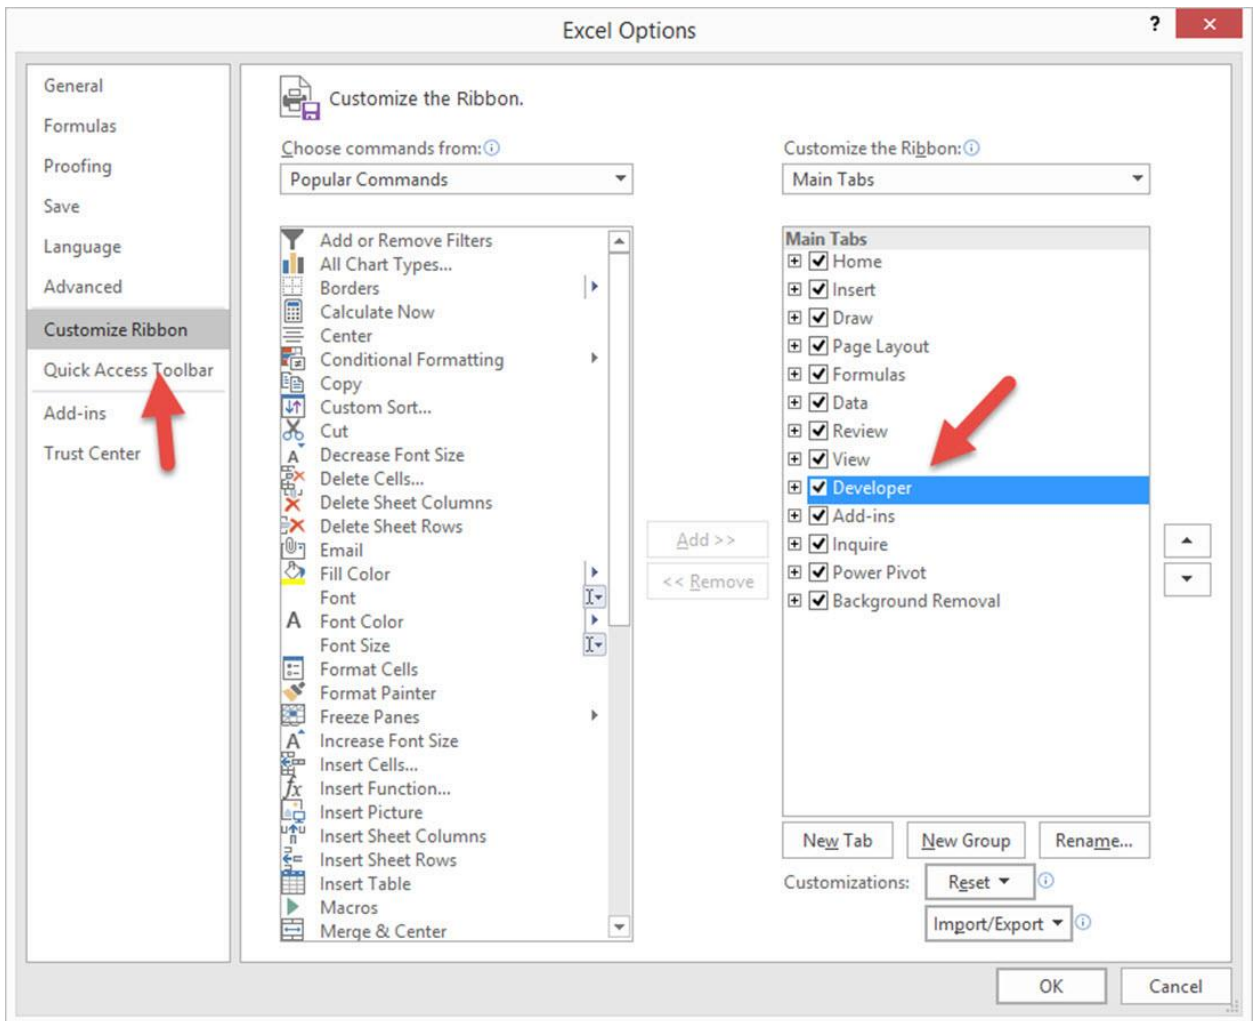 Excel Options
?
General
Formulas
Proofing
Save
Language
Advanced
Customize Ribbon
Quick Access Toolbar
Add-ins
Trust Center
Customize the Ribbon.
Choose commands from:
Popular Commands
Add or Remove Filters
All Chart Types...
Borders
Calculate Now
Center
Conditional Formatting
Copy
Custom Sort...
Cut
Decrease Font Size
Delete Cells...
Delete Sheet Columns
Delete Sheet Rows
Email
Fill Color
Font
Font Color
Font Size
Format Cells
Format Painter
Freeze Panes
Increase Font Size
Insert Cells...
Insert Function...
Insert Picture
Insert Sheet Columns
Insert Sheet Rows
Insert Table
Macros
Merge & Center
Add >>
<< Remove
Customize the Ribbon:
Main Tabs
Main Tabs
Home
Insert
Draw
Page Layout
Formulas
Data
Review
View
Developer
Add-ins
Inquire
Power Pivot
Background Removal
New Tab
New Group
Rename...
Customizations:
Reset
Import/Export
OK
Cancel